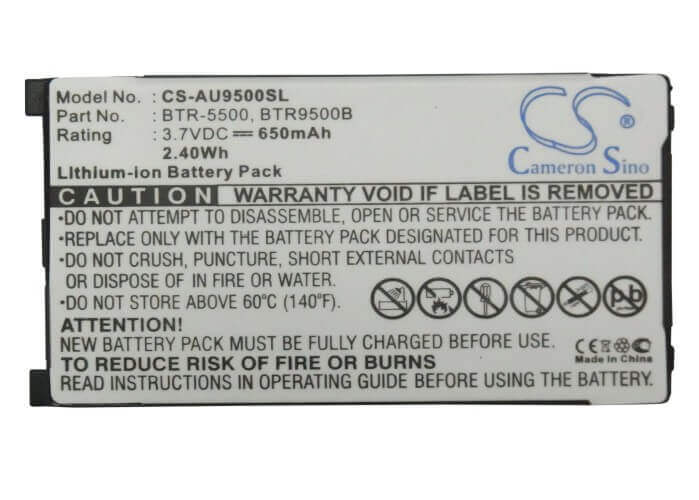 Model No.: CS-AU9500SL
Part No.: BTR-5500, BTR9500B
Rating: 3.7VDC 650mAh
2.40Wh
Lithium-ion Battery Pack
CS
Cameron Sino
CAUTION WARRANTY VOID IF LABEL IS REMOVED
•DO NOT ATTEMPT TO DISASSEMBLE, OPEN OR SERVICE THE BATTERY PACK.
•REPLACE ONLY WITH THE BATTERY PACK DESIGNATED FOR THIS PRODUCT.
•DO NOT CRUSH, PUNCTURE, SHORT EXTERNAL CONTACTS
OR DISPOSE OF IN FIRE OR WATER.
•DO NOT STORE ABOVE 60°C (140°F)
ATTENTION:
NEW BATTERY PACK MUST BE FULLY CHARGED BEFORE USE
TO REDUCE RISK OF FIRE OR BURNS
READ INSTRUCTIONS IN OPERATING GUIDE BEFORE USING THE BATTERY.
Pb
CE FC
Made In China